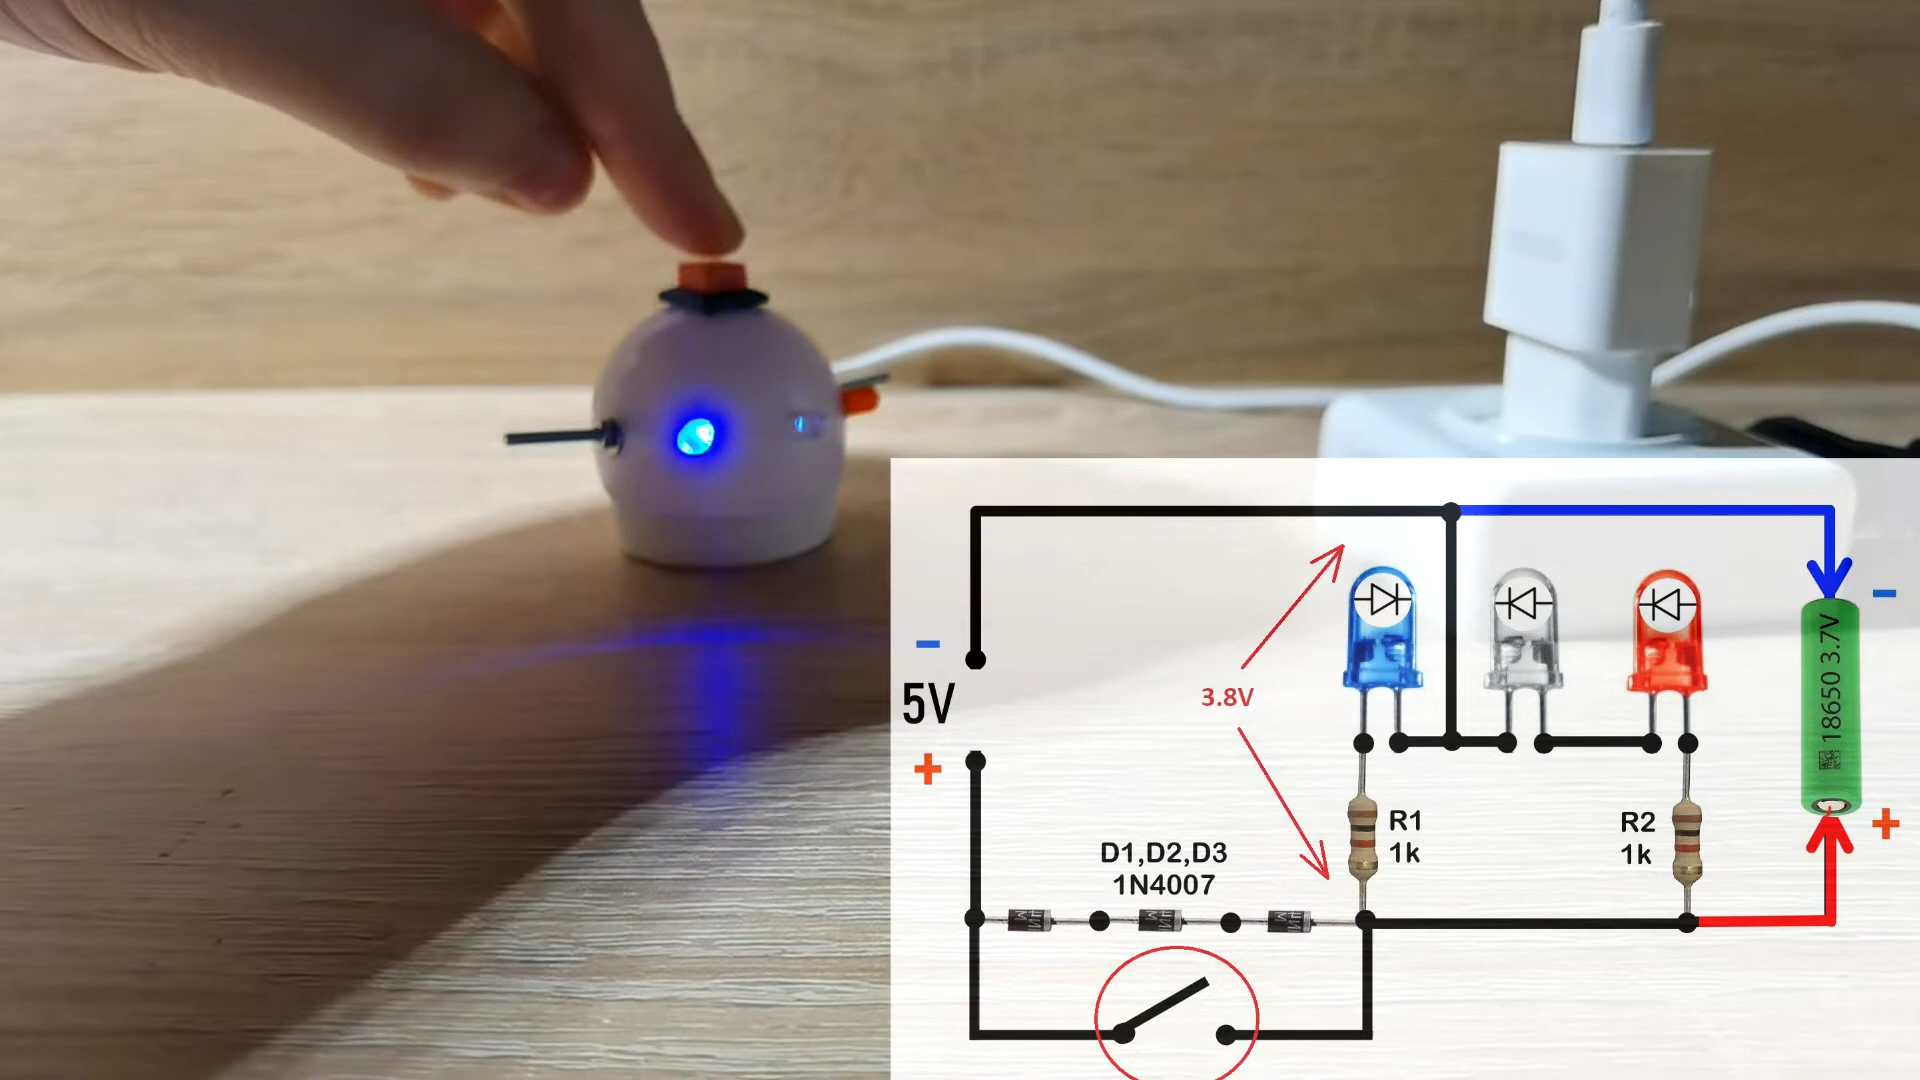 −
5V
+
3.8V
D1,D2,D3
1N4007
R1
1k
R2
1k
18650 3.7V
−
+